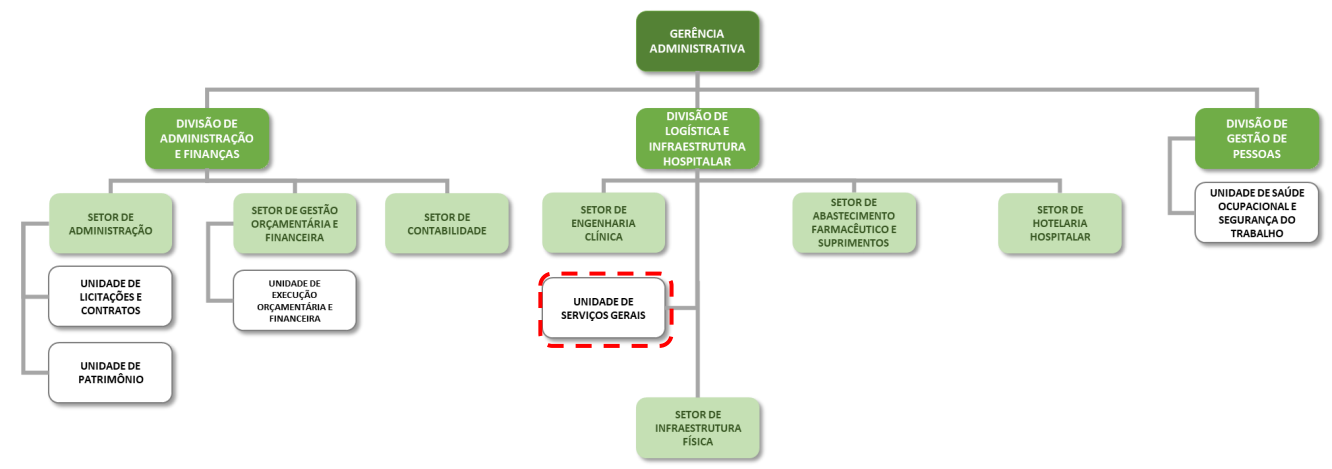 GERÊNCIA
ADMINISTRATIVA
DIVISÃO DE
ADMINISTRAÇÃO
E FINANÇAS
DIVISÃO DE
LOGÍSTICA E
INFRAESTRUTURA
HOSPITALAR
DIVISÃO DE
GESTÃO DE
PESSOAS
SETOR DE
ADMINISTRAÇÃO
SETOR DE GESTÃO
ORÇAMENTÁRIA E
FINANCEIRA
SETOR DE
CONTABILIDADE
SETOR DE
ENGENHARIA
CLÍNICA
SETOR DE
ABASTECIMENTO
FARMACÊUTICO E
SUPRIMENTOS
SETOR DE
HOTELARIA
HOSPITALAR
UNIDADE DE SAÚDE
OCUPACIONAL E
SEGURANÇA DO
TRABALHO
UNIDADE DE
LICITAÇÕES E
CONTRATOS
UNIDADE DE
EXECUÇÃO
ORÇAMENTÁRIA E
FINANCEIRA
UNIDADE DE
SERVIÇOS GERAIS
UNIDADE DE
PATRIMÔNIO
SETOR DE
INFRAESTRUTURA
FÍSICA